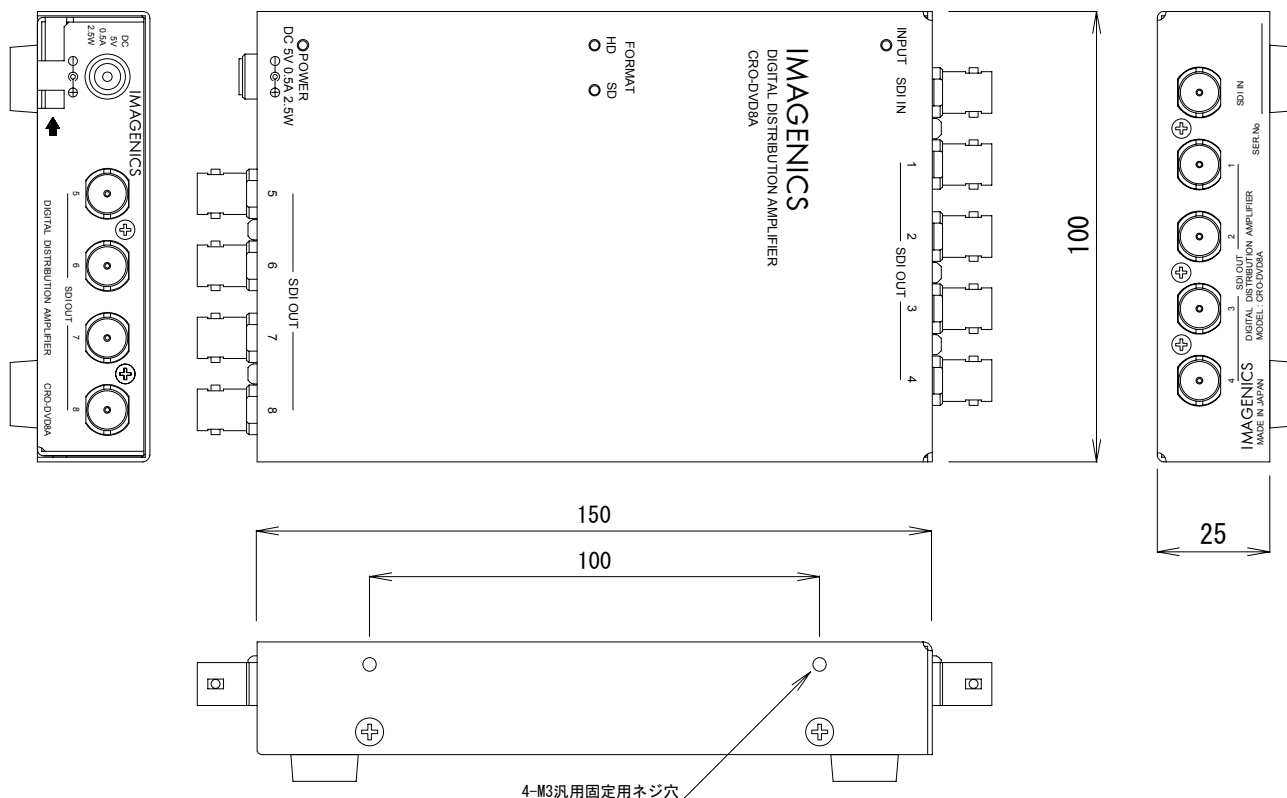 DC
5V
0.5A
2.5W
IMAGENICS
5
6
7
8
SDI OUT
DIGITAL DISTRIBUTION AMPLIFIER
CRO-DVD8A
POWER
DC 5V 0.5A 2.5W
5
6
7
8
SDI OUT
FORMAT
HD
SD
IMAGENICS
DIGITAL DISTRIBUTION AMPLIFIER
CRO-DVD8A
INPUT
SDI IN
1
2
3
4
SDI OUT
100
SDI IN
SER.No
1
2
3
4
SDI OUT
DIGITAL DISTRIBUTION AMPLIFIER
MODEL : CRO-DVD8A
IMAGENICS
MADE IN JAPAN
25
150
100
4-M3汎用固定用ネジ穴